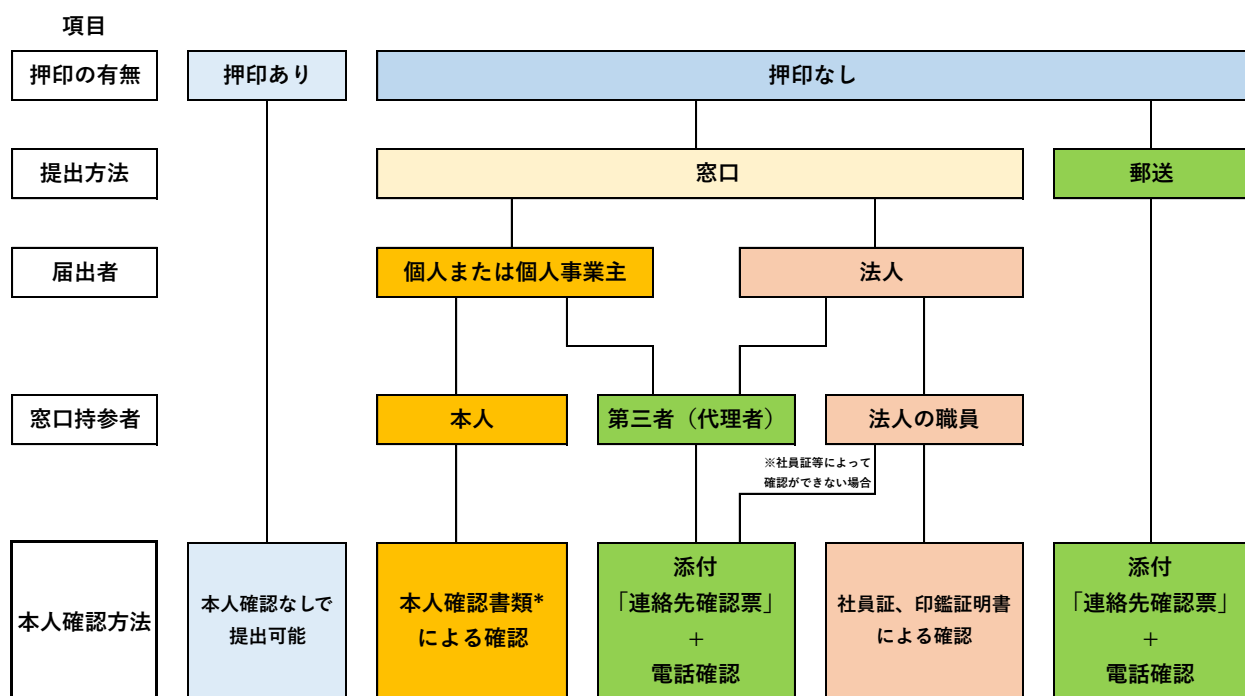 項目
押印の有無
押印あり
押印なし
提出方法
窓口
郵送
届出者
個人または個人事業主
法人
窓口持参者
本人
第三者（代理者）
法人の職員
※社員証等によって
確認ができない場合
本人確認方法
本人確認なしで
提出可能
本人確認書類*
による確認
添付
「連絡先確認票」
+
電話確認
社員証、印鑑証明書
による確認
添付
「連絡先確認票」
+
電話確認